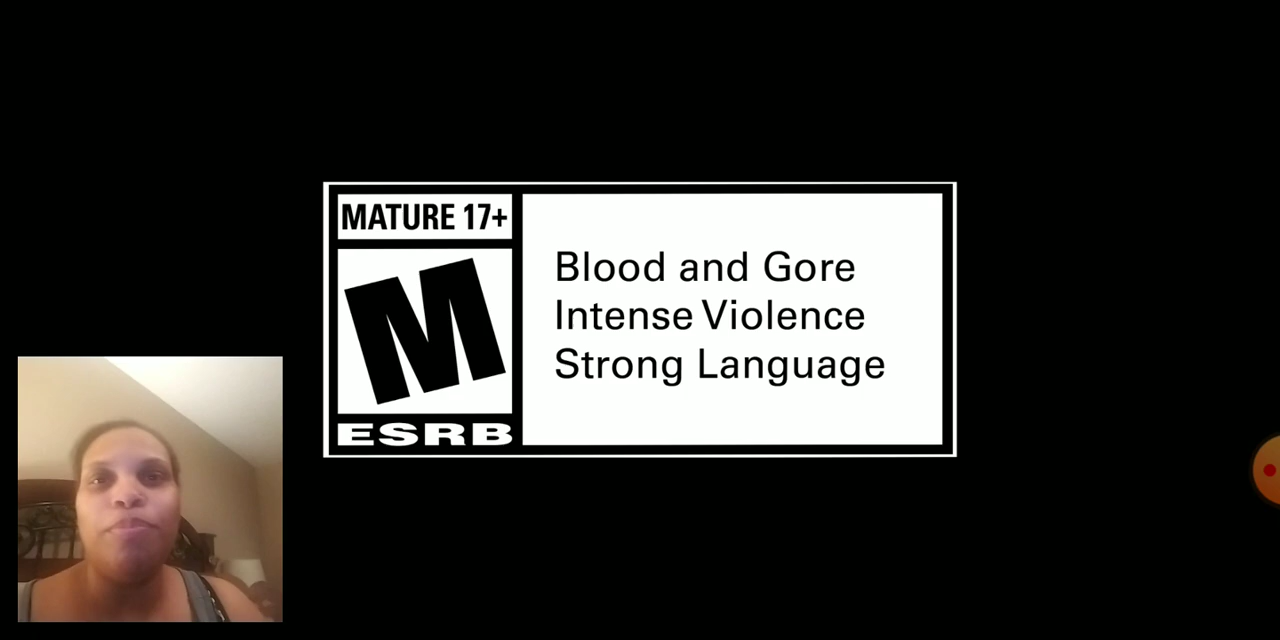 MATURE 17+
M
ESRB
Blood and Gore
Intense Violence
Strong Language